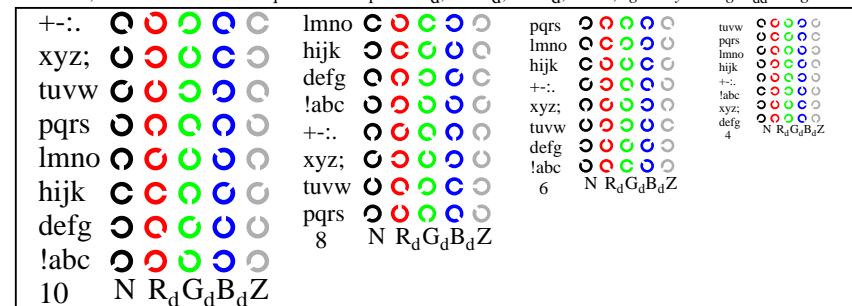 +-:.
xyz;
tuvw
pqrs
lmno
hijk
defg
!abc
10 N RdGdBdZ
lmno
hijk
defg
!abc
+-:.
xyz;
tuvw
pqrs
8 N RdGdBdZ
pqrs
lmno
hijk
+-:.
xyz;
tuvw
defg
!abc
6 N RdGdBdZ
tuvw
pqrs
lmno
hijk
+-:.
!abc
xyz;
defg
4 N RdGdBdZ